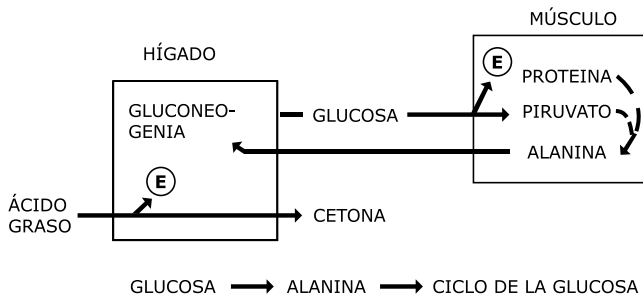 MÚSCULO
HÍGADO
E
PROTEINA
GLUCONEO-
GENIA
GLUCOSA
PIRUVATO
ALANINA
E
ÁCIDO
GRASO
CETONA
GLUCOSA ALANINA CICLO DE LA GLUCOSA